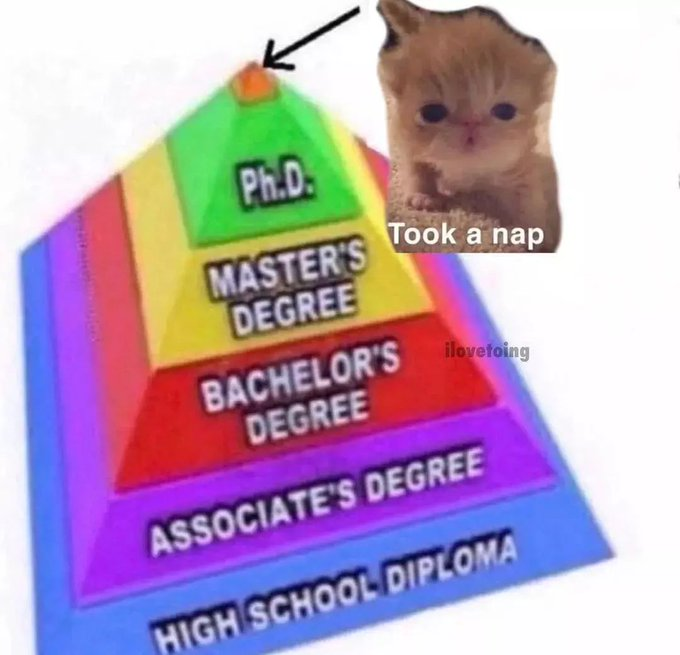 Ph.D.
Took a nap
MASTER'S
DEGREE
ilovetoing
BACHELOR'S
DEGREE
ASSOCIATE'S DEGREE
HIGH SCHOOL DIPLOMA